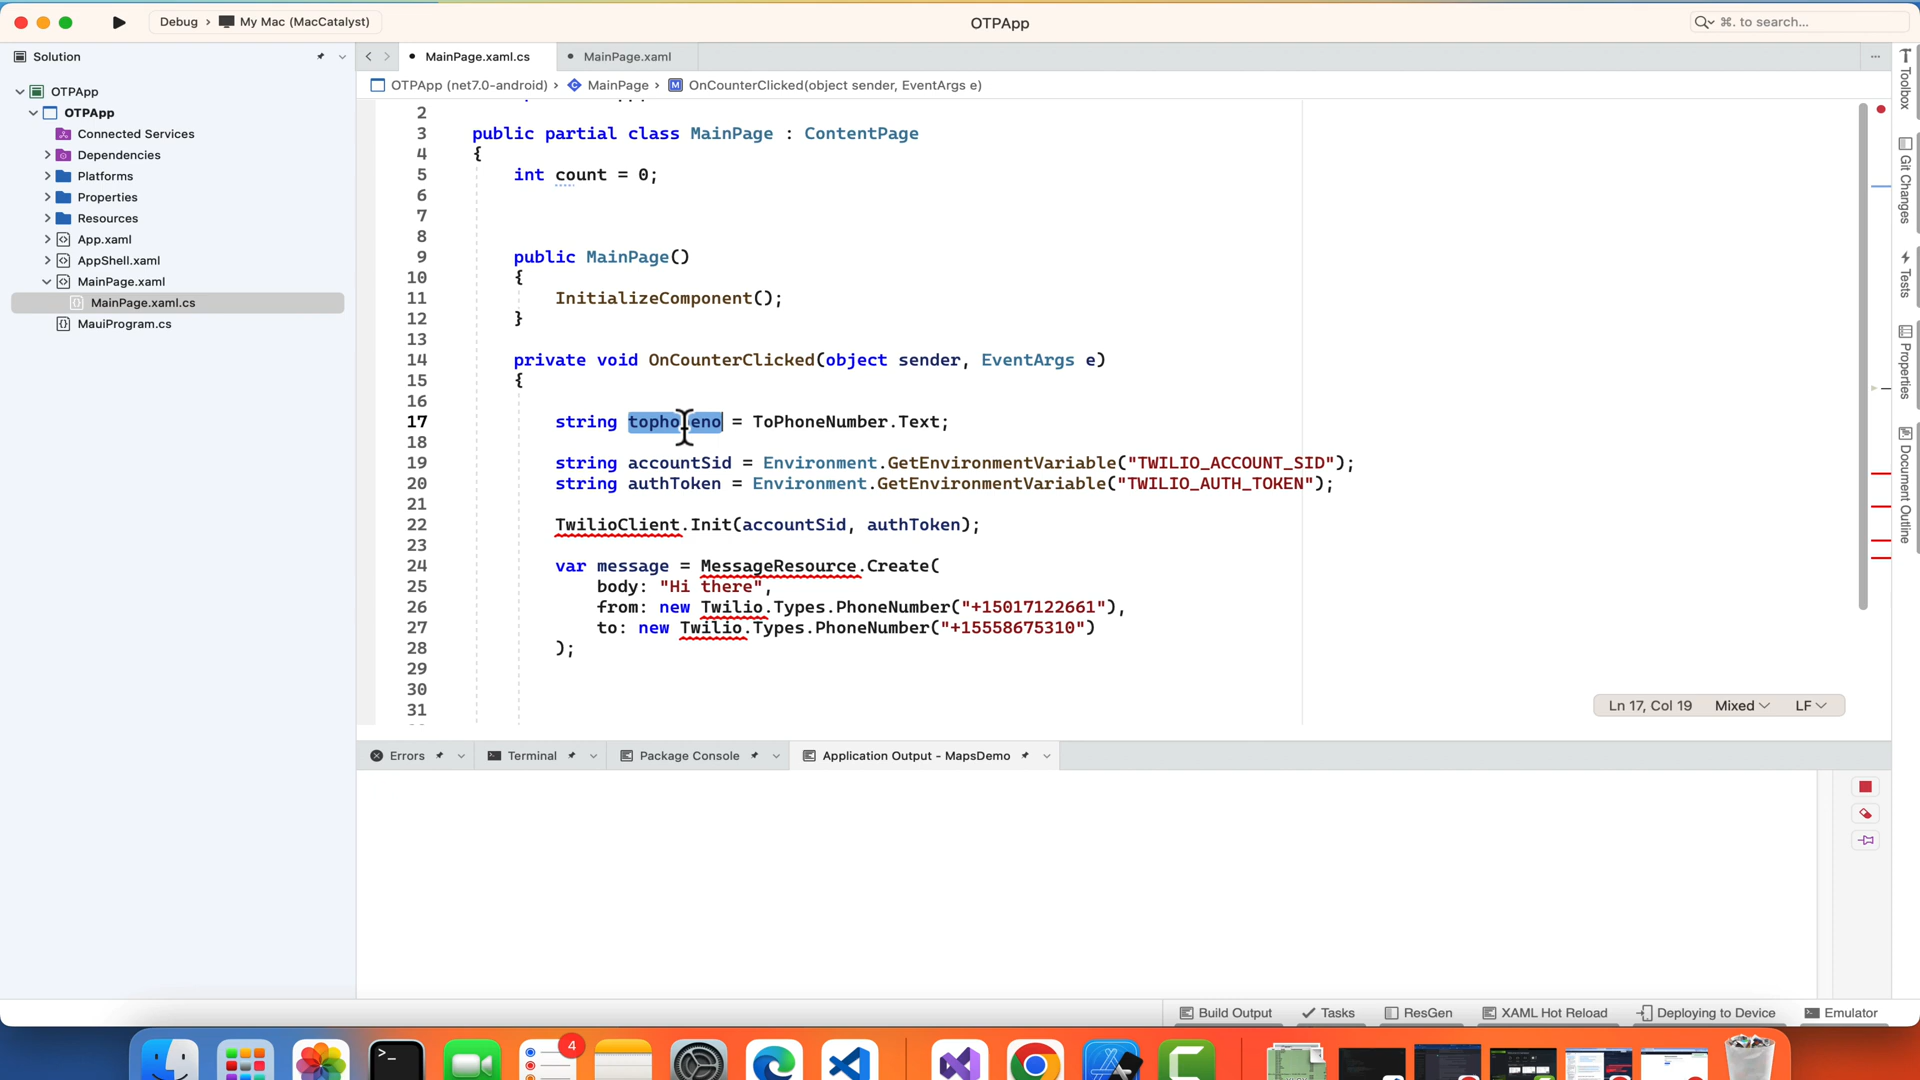 Debug > My Mac (MacCatalyst)
OTPApp
⌘. to search...
Solution
MainPage.xaml.cs
MainPage.xaml
OTPApp (net7.0-android) > MainPage > OnCounterClicked(object sender, EventArgs e)
OTPApp
OTPApp
Connected Services
Dependencies
Platforms
Properties
Resources
App.xaml
AppShell.xaml
MainPage.xaml
MainPage.xaml.cs
MauiProgram.cs
2
3 public partial class MainPage : ContentPage
4 {
5 int count = 0;
6
7
8
9 public MainPage()
10 {
11 InitializeComponent();
12 }
13
14 private void OnCounterClicked(object sender, EventArgs e)
15 {
16
17 string tophoneno = ToPhoneNumber.Text;
18
19 string accountSid = Environment.GetEnvironmentVariable("TWILIO_ACCOUNT_SID");
20 string authToken = Environment.GetEnvironmentVariable("TWILIO_AUTH_TOKEN");
21
22 TwilioClient.Init(accountSid, authToken);
23
24 var message = MessageResource.Create(
25 body: "Hi there",
26 from: new Twilio.Types.PhoneNumber("+15017122661"),
27 to: new Twilio.Types.PhoneNumber("+15558675310")
28 );
29
30
31
Ln 17, Col 19 Mixed LF
Toolbox
Git Changes
Tests
Properties
Document Outline
Errors
Terminal
Package Console
Application Output - MapsDemo
Build Output
Tasks
ResGen
XAML Hot Reload
Deploying to Device
Emulator
4